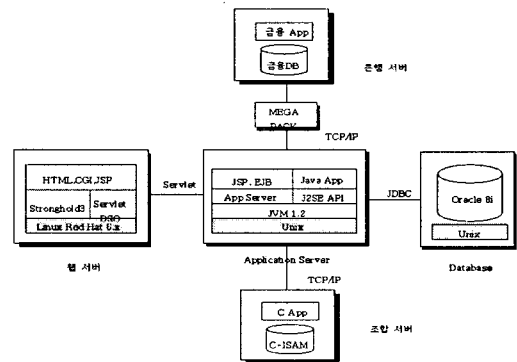 금융 App
금융DB
은행 서버
MEGA
PACK
TCP/IP
HTML.CGI.JSP
Stronghold3
Servlet
DSO
Linux Red Hat 6.x
웹 서버
Servlet
JSP. EJB
Java App
App Server
J2SE API
JVM 1.2
Unix
Application Server
JDBC
Oracle 8i
Unix
Database
TCP/IP
C App
C-ISAM
조합 서버